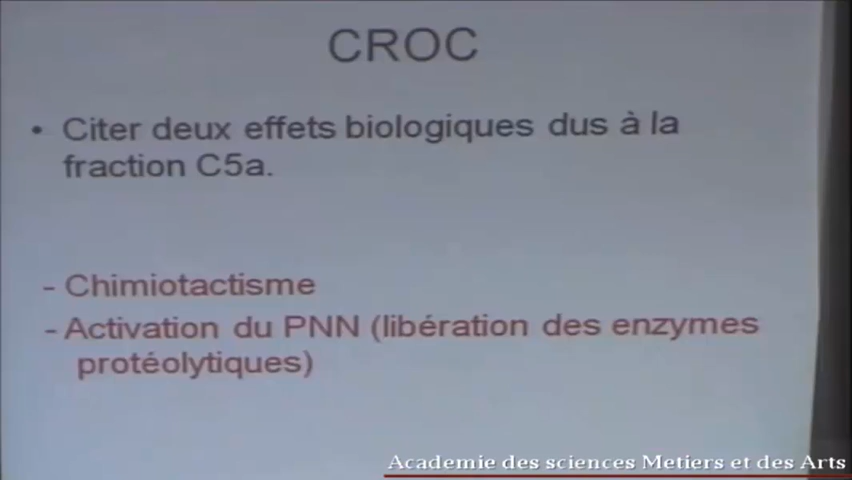 CROC
• Citer deux effets biologiques dus à la
fraction C5a.
- Chimiotactisme
- Activation du PNN (libération des enzymes
protéolytiques)
Academie des sciences Metiers et des Arts